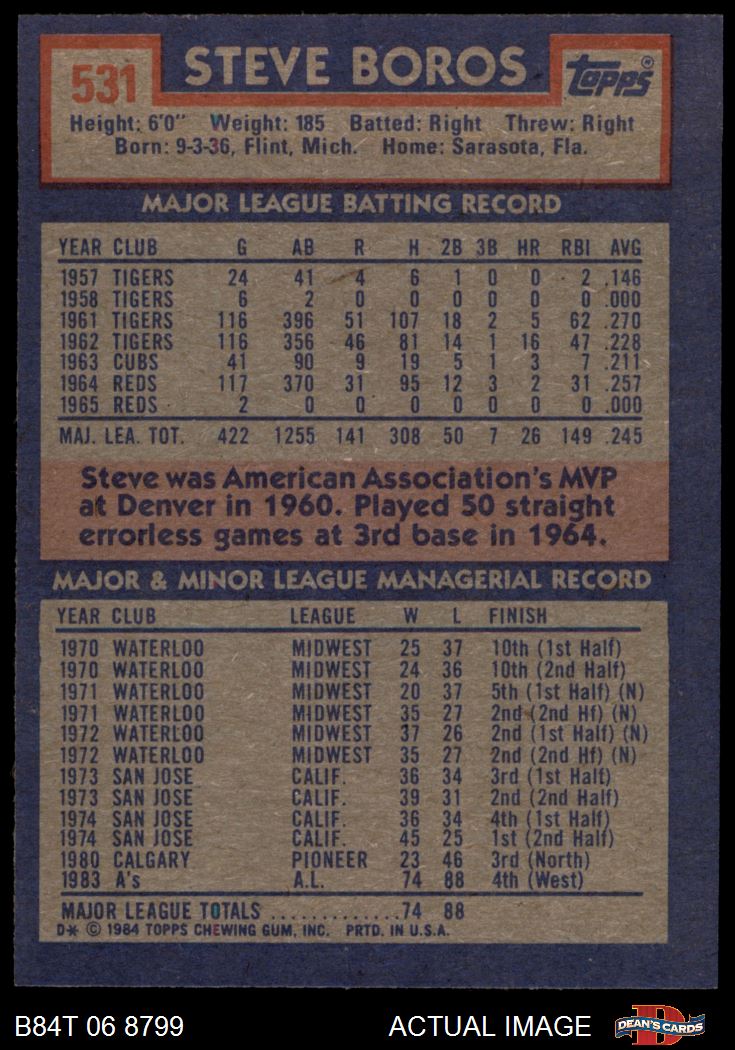 531 STEVE BOROS Topps®
Height: 6'0" Weight: 185 Batted: Right Threw: Right
Born: 9-3-36, Flint, Mich. Home: Sarasota, Fla.
MAJOR LEAGUE BATTING RECORD
YEAR CLUB G AB R H 2B 3B HR RBI AVG
1957 TIGERS 24 41 4 6 1 0 0 2 .146
1958 TIGERS 6 2 0 0 0 0 0 0 .000
1961 TIGERS 116 396 51 107 18 2 5 62 .270
1962 TIGERS 116 356 46 81 14 1 16 47 .228
1963 CUBS 41 90 9 19 5 1 3 7 .211
1964 REDS 117 370 31 95 12 3 2 31 .257
1965 REDS 2 0 0 0 0 0 0 0 .000
MAJ. LEA. TOT. 422 1255 141 308 50 7 26 149 .245
Steve was American Association's MVP
at Denver in 1960. Played 50 straight
errorless games at 3rd base in 1964.
MAJOR & MINOR LEAGUE MANAGERIAL RECORD
YEAR CLUB LEAGUE W L FINISH
1970 WATERLOO MIDWEST 25 37 10th (1st Half)
1970 WATERLOO MIDWEST 24 36 10th (2nd Half)
1971 WATERLOO MIDWEST 20 37 5th (1st Half) (N)
1971 WATERLOO MIDWEST 35 27 2nd (2nd Hf) (N)
1972 WATERLOO MIDWEST 37 26 2nd (1st Half) (N)
1972 WATERLOO MIDWEST 35 27 2nd (2nd Hf) (N)
1973 SAN JOSE CALIF. 36 34 3rd (1st Half)
1973 SAN JOSE CALIF. 39 31 2nd (2nd Half)
1974 SAN JOSE CALIF. 36 34 4th (1st Half)
1974 SAN JOSE CALIF. 45 25 1st (2nd Half)
1980 CALGARY PIONEER 23 46 3rd (North)
1983 A's A.L. 74 88 4th (West)
MAJOR LEAGUE TOTALS .............74 88
D* © 1984 TOPPS CHEWING GUM, INC. PRTD. IN U.S.A.
B84T 06 8799 ACTUAL IMAGE D DEAN'S CARDS